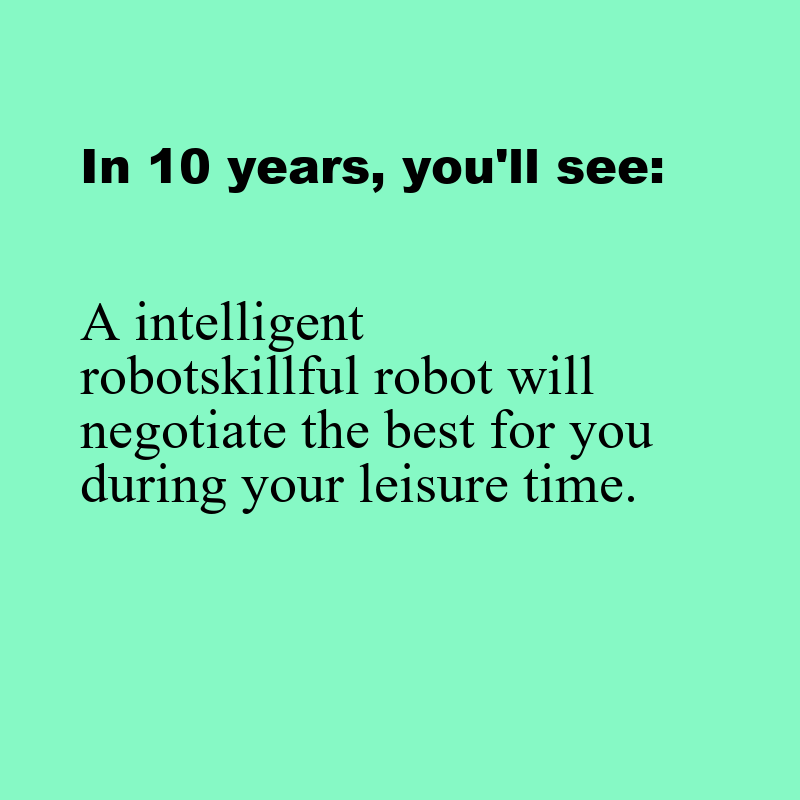 In 10 years, you'll see:
A intelligent
robotskillful robot will
negotiate the best for you
during your leisure time.